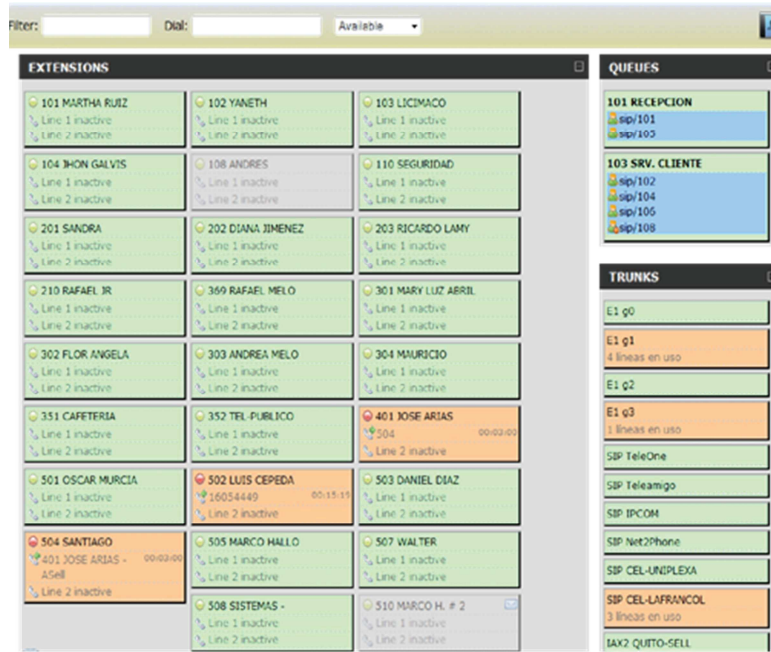 Filter:
Dial:
Available
EXTENSIONS
101 MARTHA RUIZ
Line 1 inactive
Line 2 inactive
102 YANETH
Line 1 inactive
Line 2 inactive
103 LICIMACO
Line 1 inactive
Line 2 inactive
104 JHON GALVIS
Line 1 inactive
Line 2 inactive
108 ANDRES
Line 1 inactive
Line 2 inactive
110 SEGURIDAD
Line 1 inactive
Line 2 inactive
201 SANDRA
Line 1 inactive
Line 2 inactive
202 DIANA JIMENEZ
Line 1 inactive
Line 2 inactive
203 RICARDO LAMY
Line 1 inactive
Line 2 inactive
210 RAFAEL JR
Line 1 inactive
Line 2 inactive
369 RAFAEL MELO
Line 1 inactive
Line 2 inactive
301 MARY LUZ ABRIL
Line 1 inactive
Line 2 inactive
302 FLOR ANGELA
Line 1 inactive
Line 2 inactive
303 ANDREA MELO
Line 1 inactive
Line 2 inactive
304 MAURICIO
Line 1 inactive
Line 2 inactive
351 CAFETERIA
Line 1 inactive
Line 2 inactive
352 TEL-PUBLICO
Line 1 inactive
Line 2 inactive
401 JOSE ARIAS
504 00:03:00
Line 2 inactive
501 OSCAR MURCIA
Line 1 inactive
Line 2 inactive
502 LUIS CEPEDA
16054449 00:15:19
Line 2 inactive
503 DANIEL DIAZ
Line 1 inactive
Line 2 inactive
504 SANTIAGO
401 JOSE ARIAS - 00:03:00
ASell
Line 2 inactive
505 MARCO HALLO
Line 1 inactive
Line 2 inactive
507 WALTER
Line 1 inactive
Line 2 inactive
508 SISTEMAS -
Line 1 inactive
Line 2 inactive
510 MARCO H. # 2
Line 1 inactive
Line 2 inactive
QUEUES
101 RECEPCION
sip/101
sip/103
103 SRV. CLIENTE
sip/102
sip/104
sip/106
sip/108
TRUNKS
E1 g0
E1 g1
4 lineas en uso
E1 g2
E1 g3
1 lineas en uso
SIP TeleOne
SIP Teleamigo
SIP IPCOM
SIP Net2Phone
SIP CEL-UNIPLEXA
SIP CEL-LAFRANCOL
3 lineas en uso
IAX2 QUITO-SELL